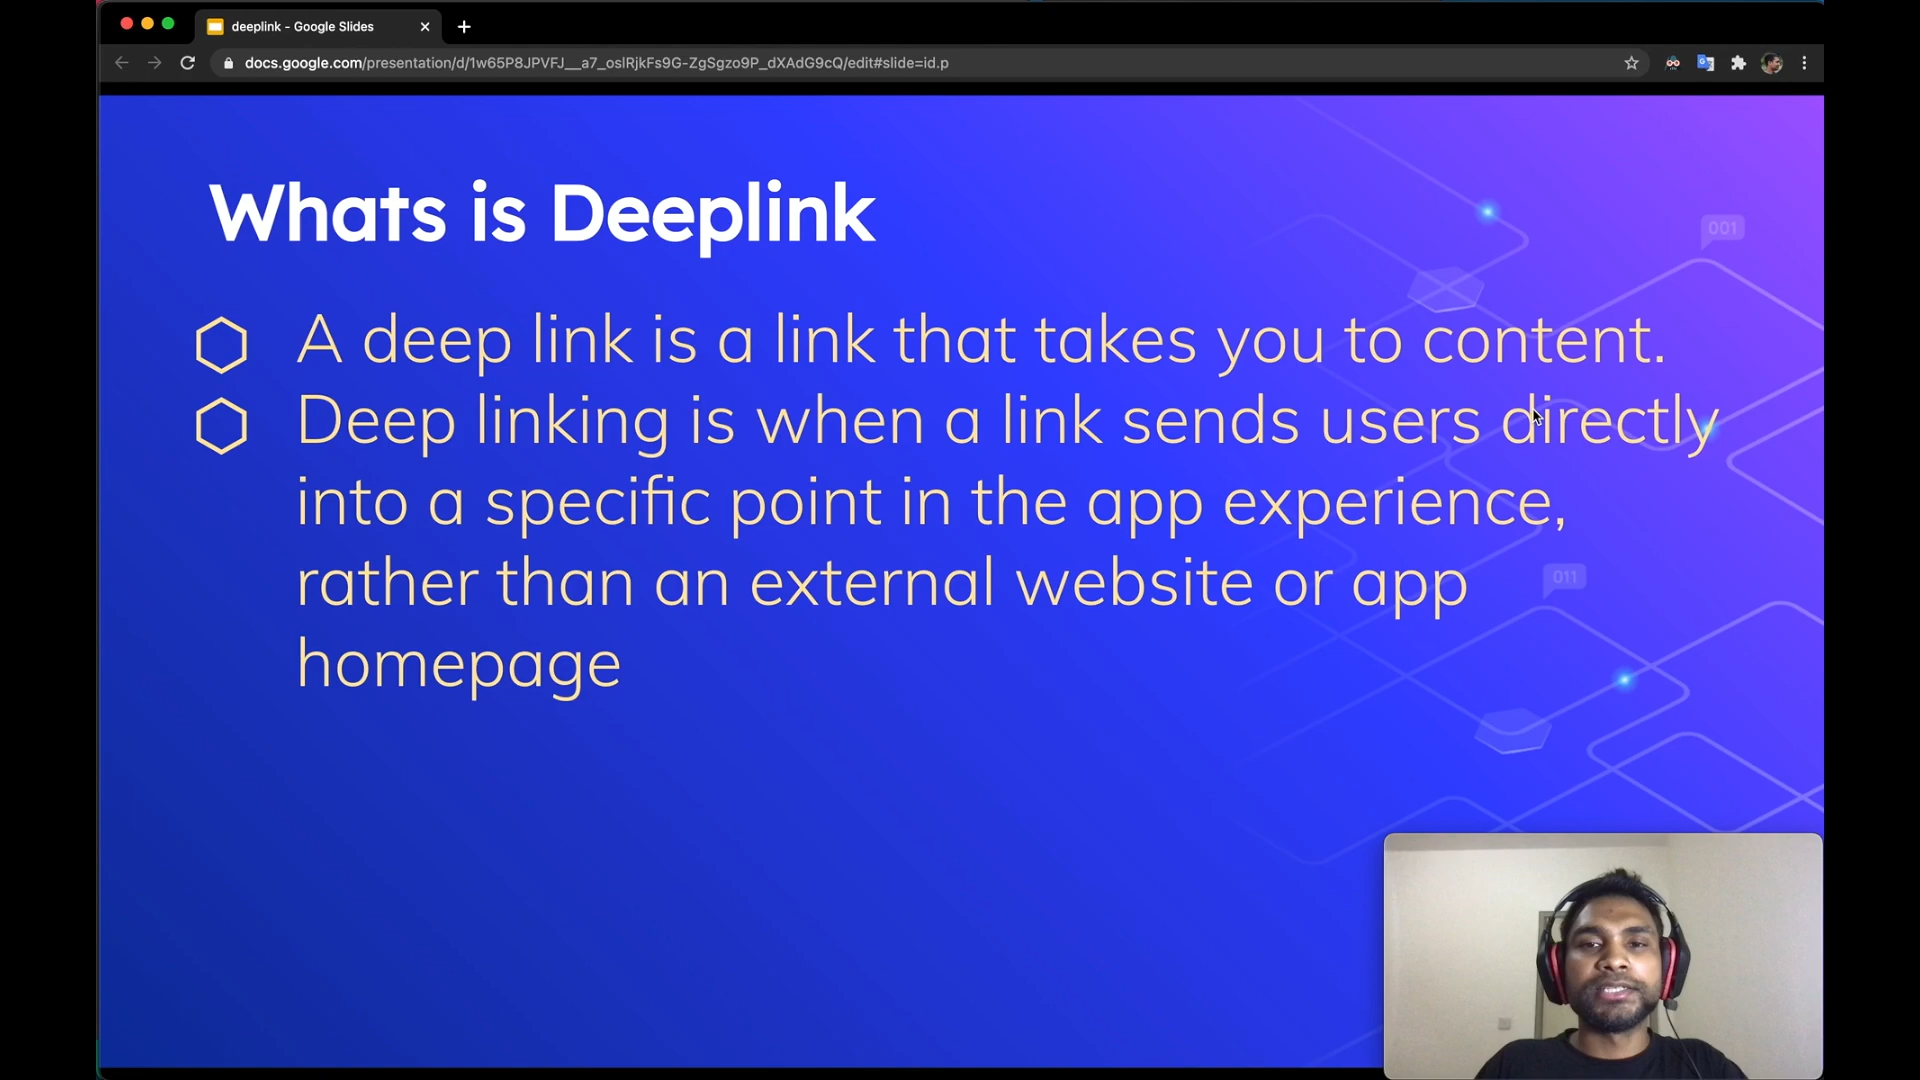 deeplink - Google Slides
docs.google.com/presentation/d/1w65P8JPVFJ__a7_oslRjkFs9G-ZgSgzo9P_dXAdG9cQ/edit#slide=id.p
Whats is Deeplink
001
A deep link is a link that takes you to content.
Deep linking is when a link sends users directly
into a specific point in the app experience,
rather than an external website or app
011
homepage